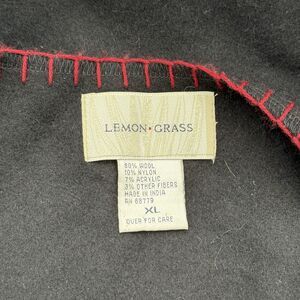 LEMON • GRASS
80% WOOL
10% NYLON
7% ACRYLIC
3% OTHER FIBERS
MADE IN INDIA
RN 68779
XL
OVER FOR CARE